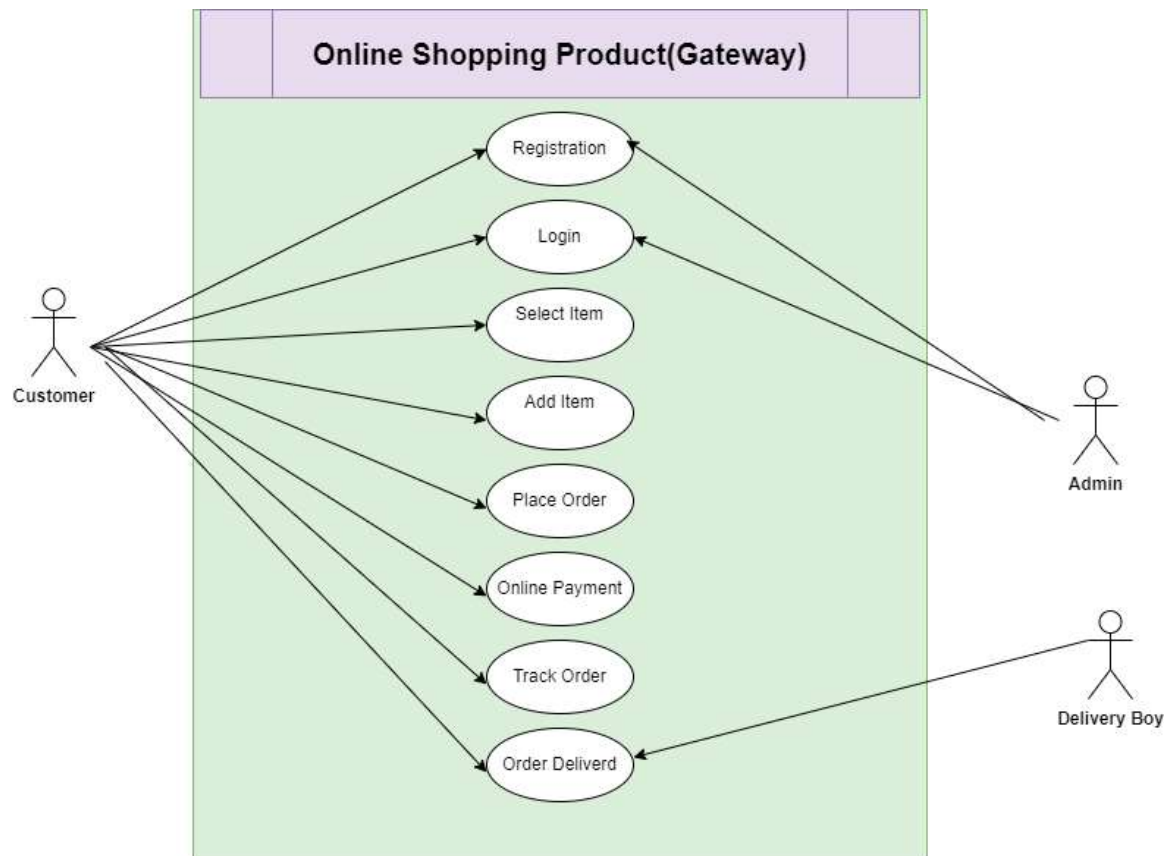 Online Shopping Product(Gateway)
Registration
Login
Select Item
Customer
Add Item
Admin
Place Order
Online Payment
Track Order
Delivery Boy
Order Deliverd